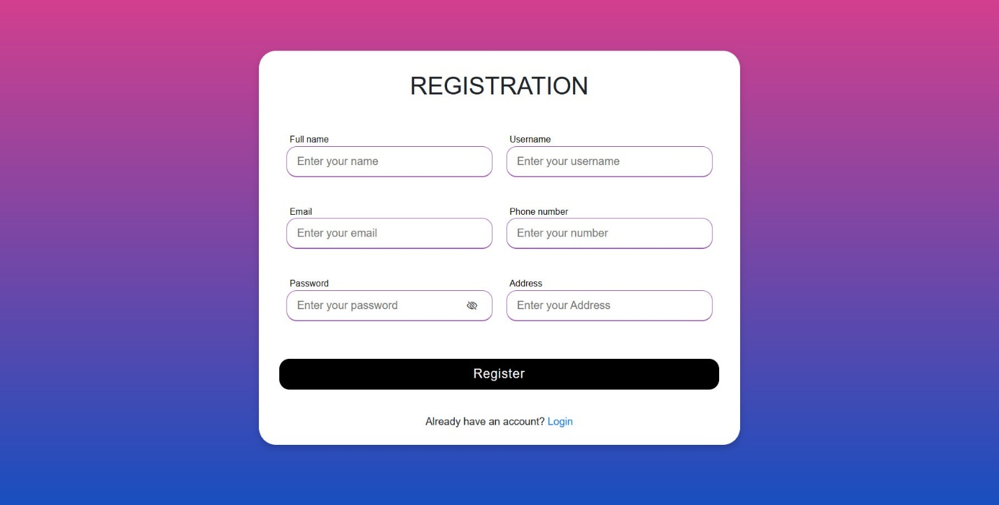 REGISTRATION
Full name
Username
Enter your name
Enter your username
Email
Phone number
Enter your email
Enter your number
Password
Address
Enter your password
Enter your Address
Register
Already have an account? Login